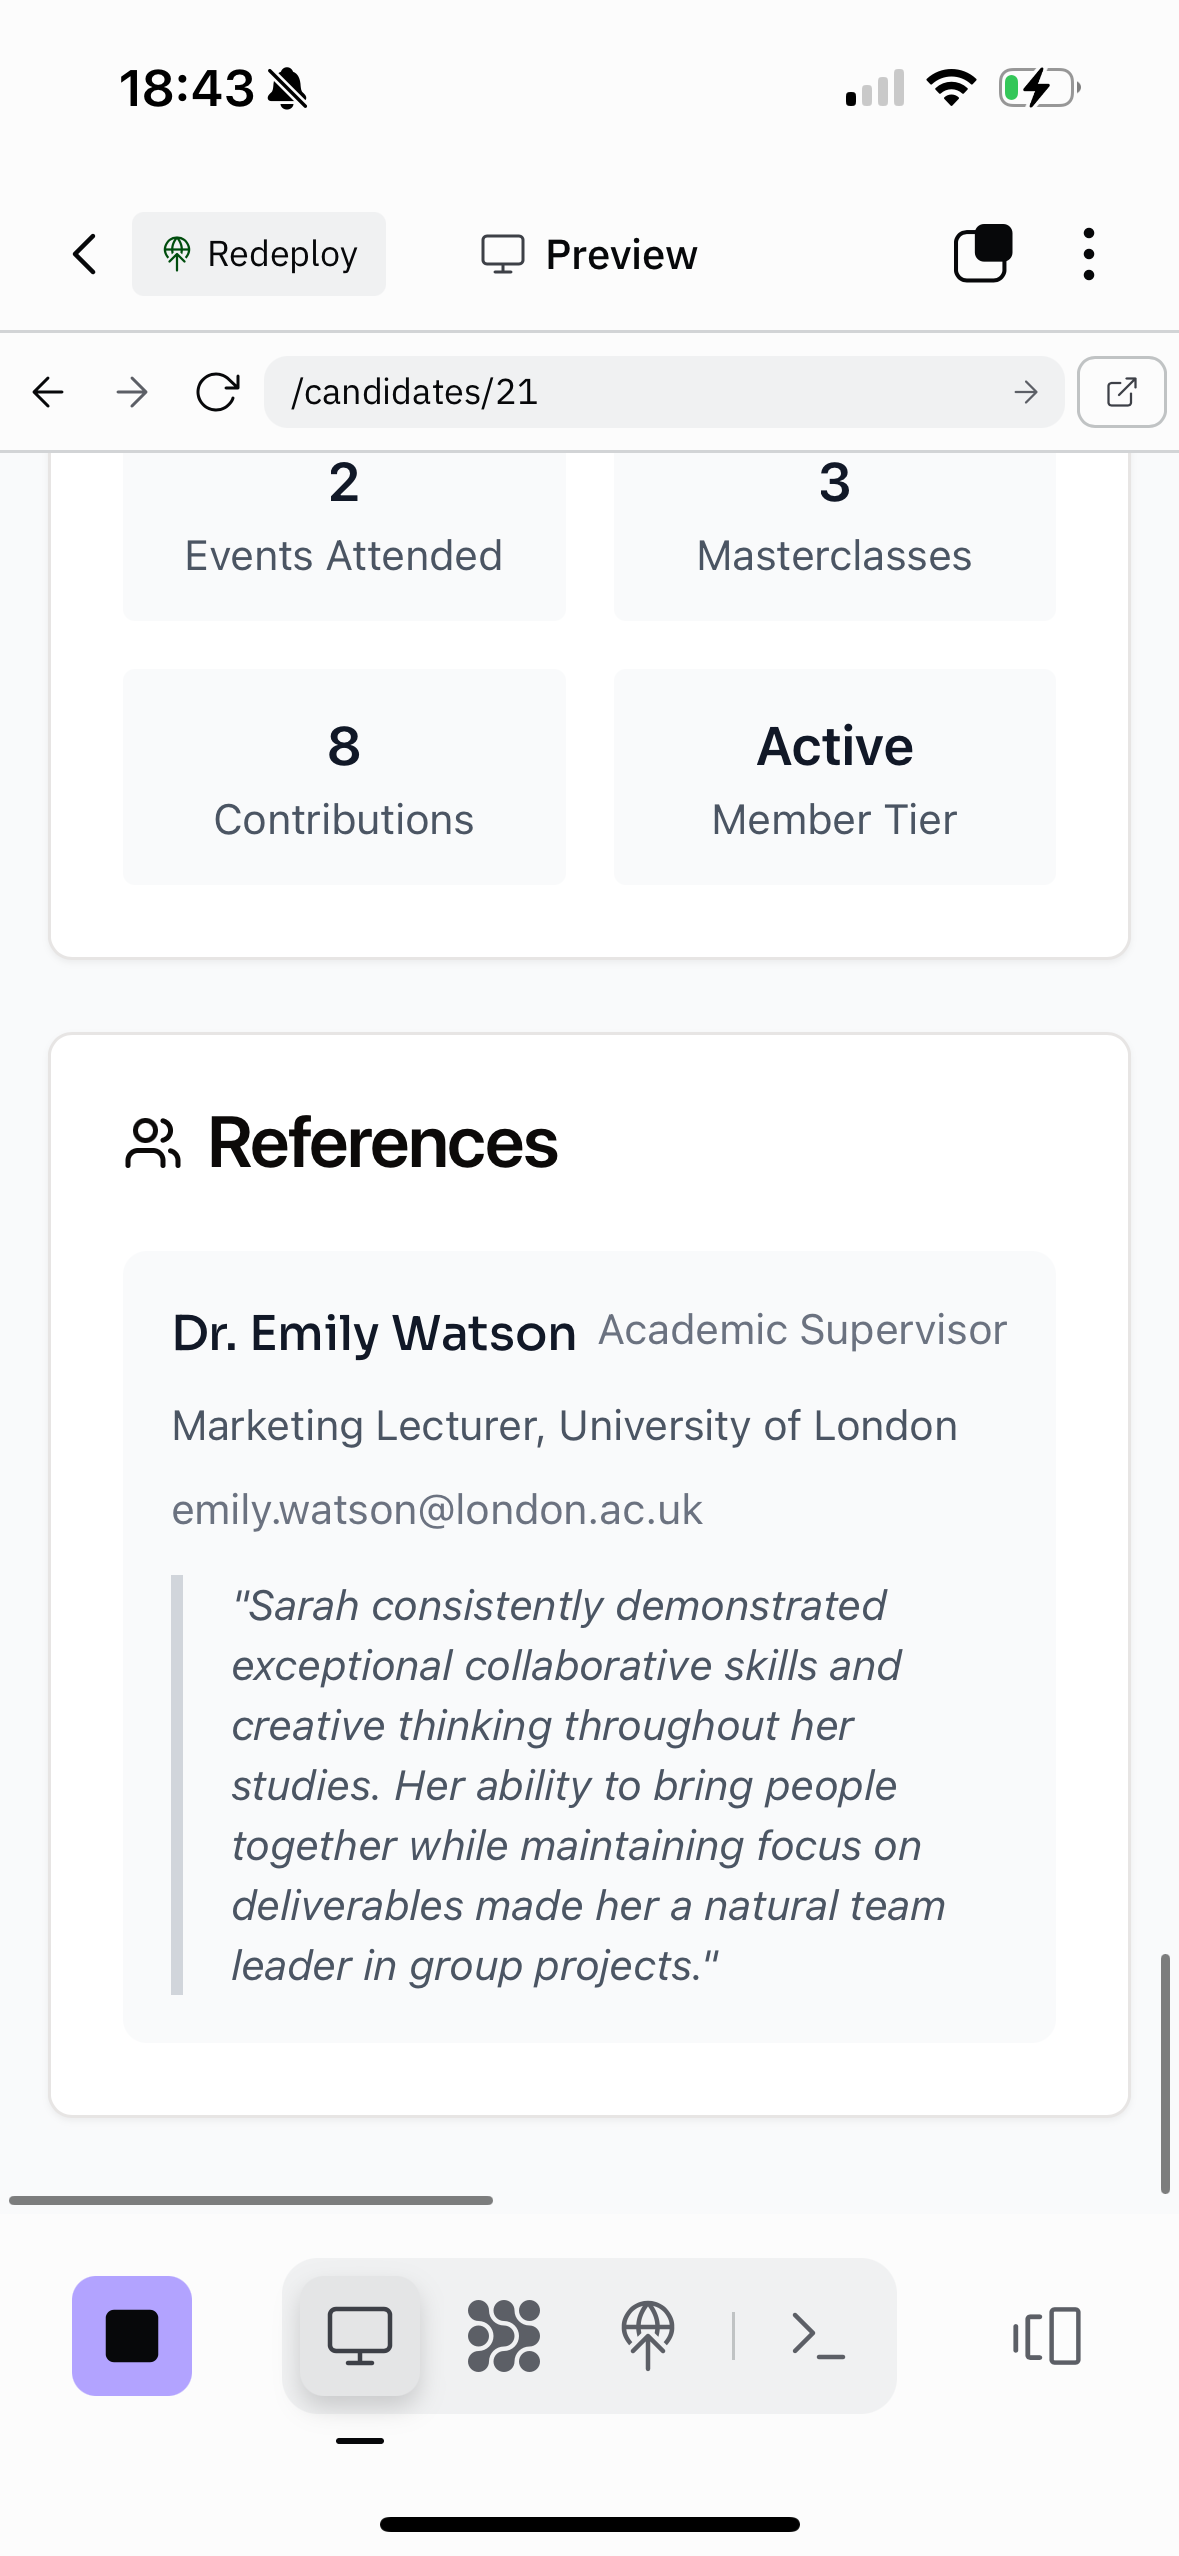 18:43
Redeploy
Preview
/candidates/21
2
Events Attended
3
Masterclasses
8
Contributions
Active
Member Tier
References
Dr. Emily Watson Academic Supervisor
Marketing Lecturer, University of London
emily.watson@london.ac.uk
"Sarah consistently demonstrated
exceptional collaborative skills and
creative thinking throughout her
studies. Her ability to bring people
together while maintaining focus on
deliverables made her a natural team
leader in group projects."